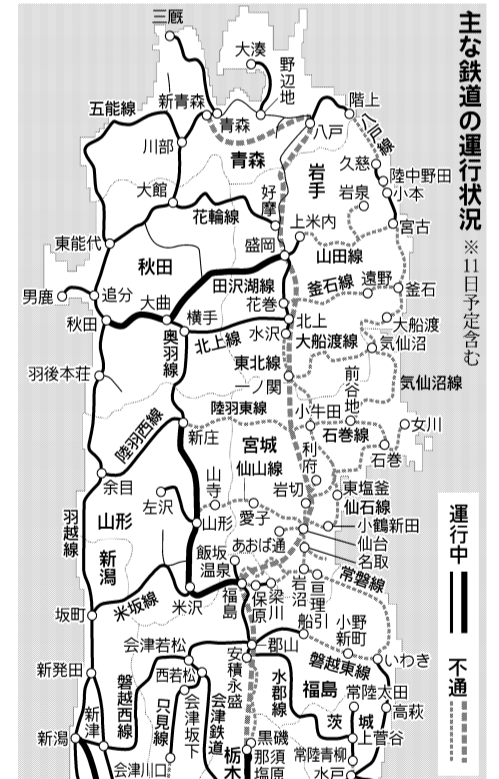 主な鉄道の運行状況
※11日予定含む
三厩
大湊
野辺地
五能線
新青森
青森
階上
八戸
八戸線
川部
青森
岩手
久慈
陸中野田
小本
岩泉
大館
花輪線
好摩
上米内
宮古
東能代
盛岡
山田線
秋田
田沢湖線
釜石線
遠野
釜石
男鹿
追分
大曲
花巻
秋田
横手
北上
大船渡
奥羽線
北上線
水沢
大船渡線
気仙沼
東北線
一ノ関
羽後本荘
前谷地
気仙沼線
陸羽東線
小牛田
女川
陸羽西線
新庄
石巻線
宮城
利府
石巻
仙山線
余目
山寺
岩切
東塩釜
左沢
仙石線
羽越線
山形
山形
愛子
小鶴新田
あおば通
仙台
新潟
飯坂温泉
名取
常磐線
米坂線
米沢
福島
保原
梁川
岩沼
亘理
坂町
船引
小野新町
会津若松
郡山
安積永盛
磐越東線
いわき
新発田
西若松
磐越西線
只見線
会津鉄道
水郡線
福島
常陸太田
高萩
新津
会津坂下
茨城
新潟
栃木
黒磯
上菅谷
那須塩原
常陸青柳
会津川口
水戸
運行中
不通